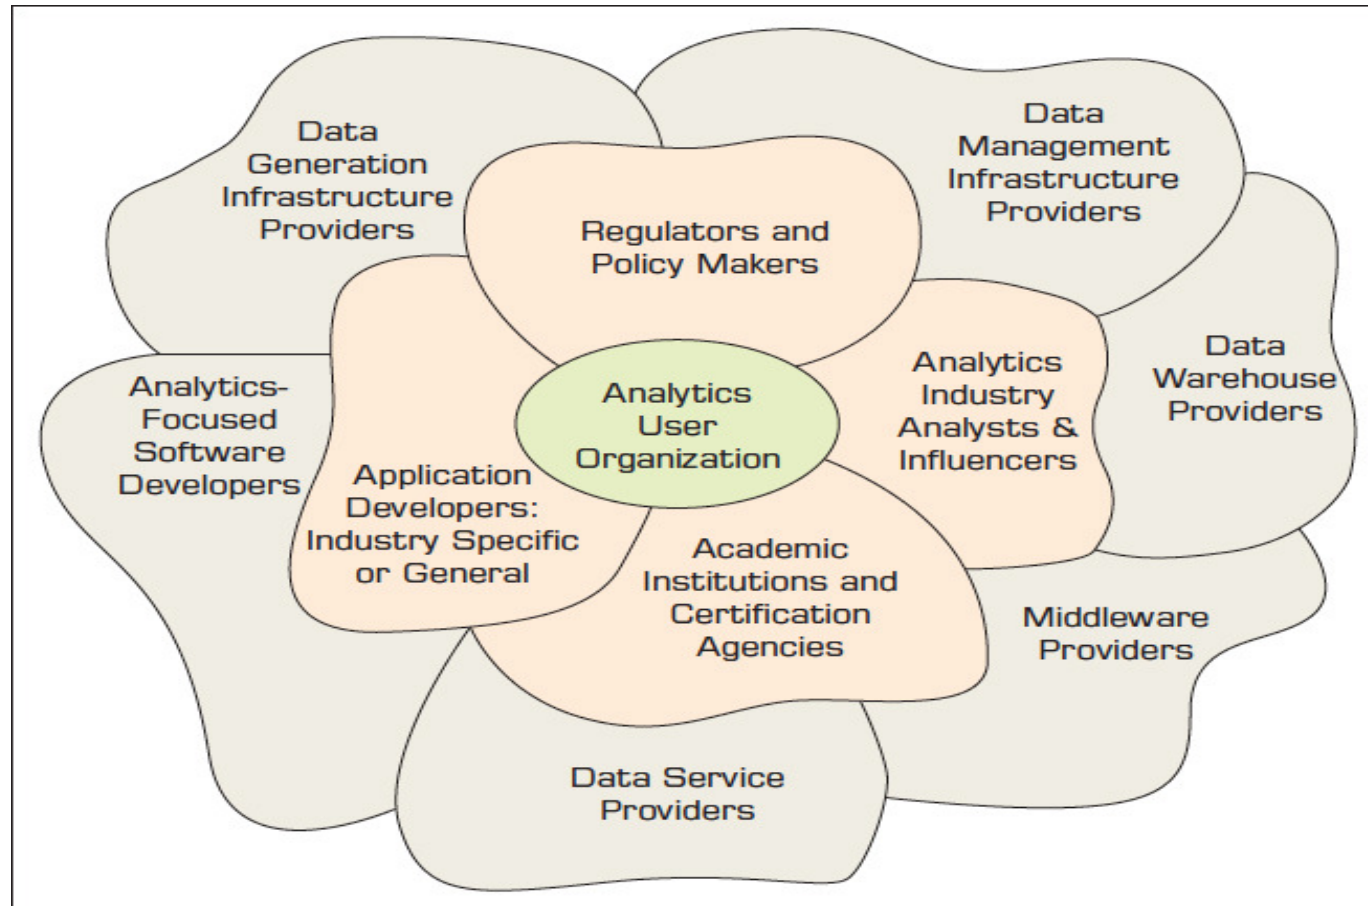 Data
Generation
Infrastructure
Providers
Data
Management
Infrastructure
Providers
Regulators and
Policy Makers
Analytics-
Focused
Software
Developers
Application
Developers:
Industry Specific
or General
Analytics
User
Organization
Analytics
Industry
Analysts &
Influencers
Data
Warehouse
Providers
Academic
Institutions and
Certification
Agencies
Middleware
Providers
Data Service
Providers